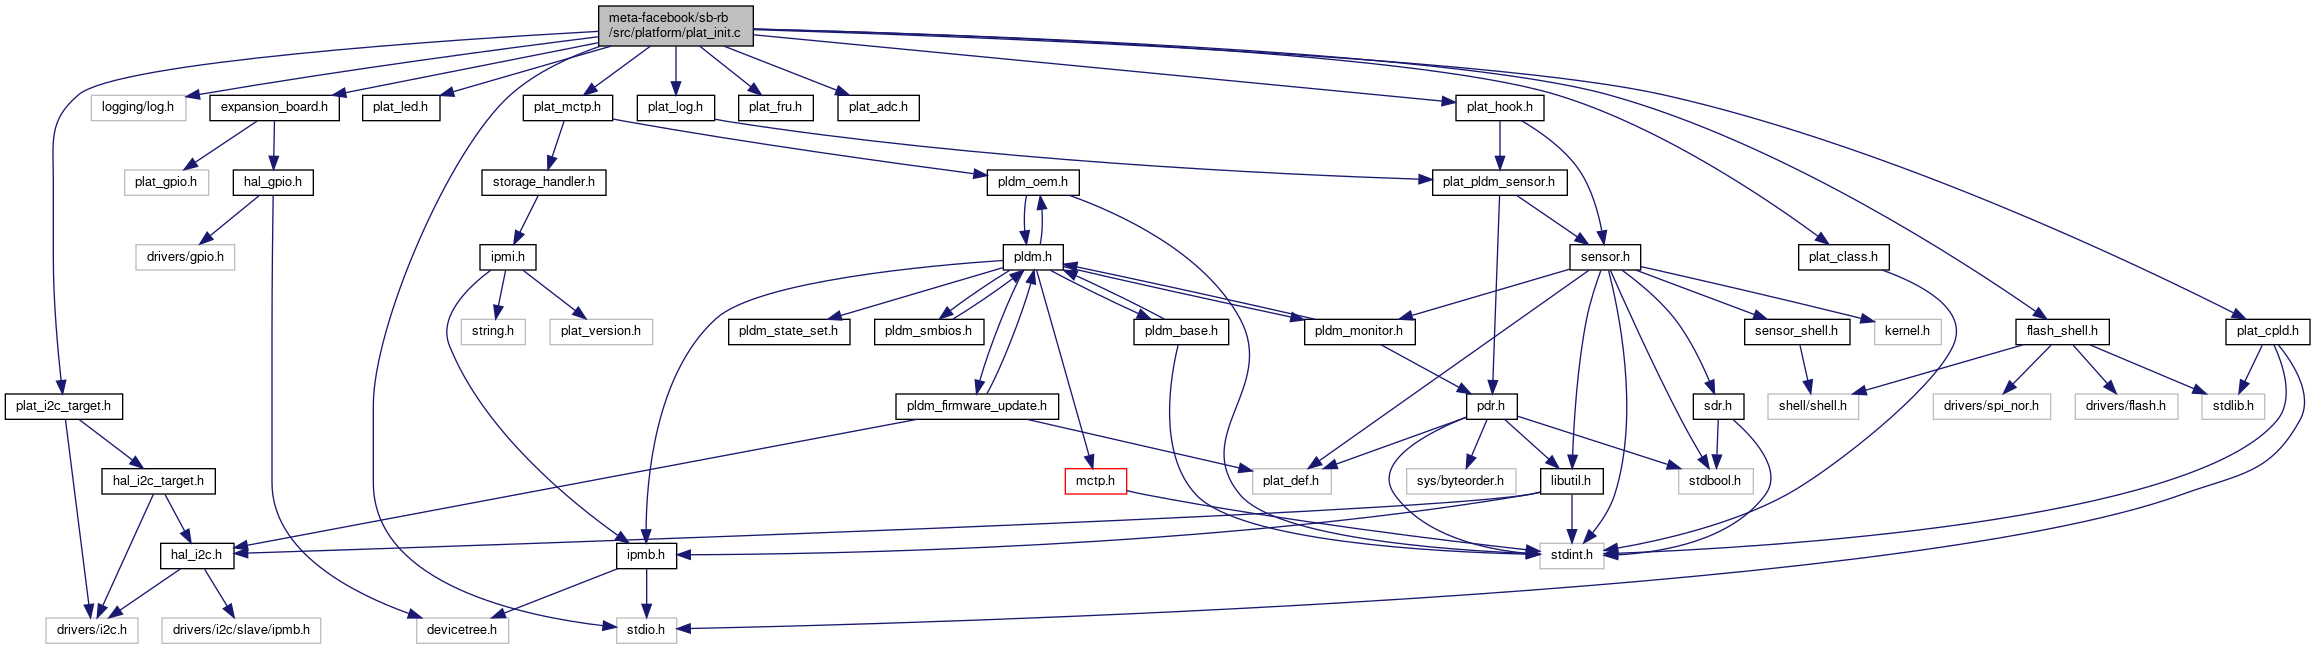 meta-facebook/sb-rb
/src/platform/plat_init.c
logging/log.h
expansion_board.h
plat_led.h
plat_mctp.h
plat_log.h
plat_fru.h
plat_adc.h
plat_hook.h
plat_gpio.h
hal_gpio.h
storage_handler.h
pldm_oem.h
plat_pldm_sensor.h
drivers/gpio.h
ipmi.h
pldm.h
sensor.h
plat_class.h
string.h
plat_version.h
pldm_state_set.h
pldm_smbios.h
pldm_base.h
pldm_monitor.h
sensor_shell.h
kernel.h
flash_shell.h
plat_cpld.h
plat_i2c_target.h
pldm_firmware_update.h
pdr.h
sdr.h
shell/shell.h
drivers/spi_nor.h
drivers/flash.h
stdlib.h
hal_i2c_target.h
mctp.h
plat_def.h
sys/byteorder.h
libutil.h
stdbool.h
hal_i2c.h
ipmb.h
stdint.h
drivers/i2c.h
drivers/i2c/slave/ipmb.h
devicetree.h
stdio.h